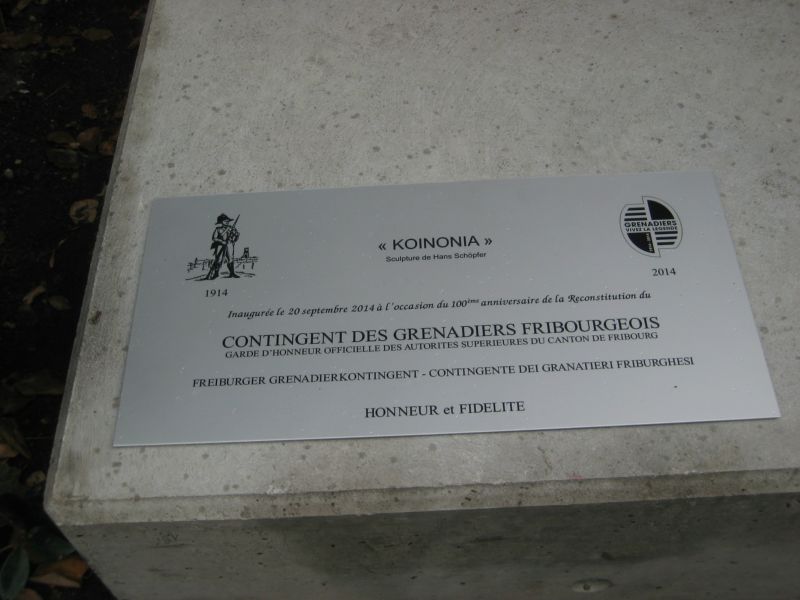 « KOINONIA »
Sculpture de Hans Schöpfer
GRENADIERS
VIVEZ LA LEGENDE
1914
2014
Inaugurée le 20 septembre 2014 à l'occasion du 100ème anniversaire de la Reconstitution du
CONTINGENT DES GRENADIERS FRIBOURGEOIS
GARDE D'HONNEUR OFFICIELLE DES AUTORITES SUPERIEURES DU CANTON DE FRIBOURG
FREIBURGER GRENADIERKONTINGENT - CONTINGENTE DEI GRANATIERI FRIBURGHESI
HONNEUR et FIDELITE